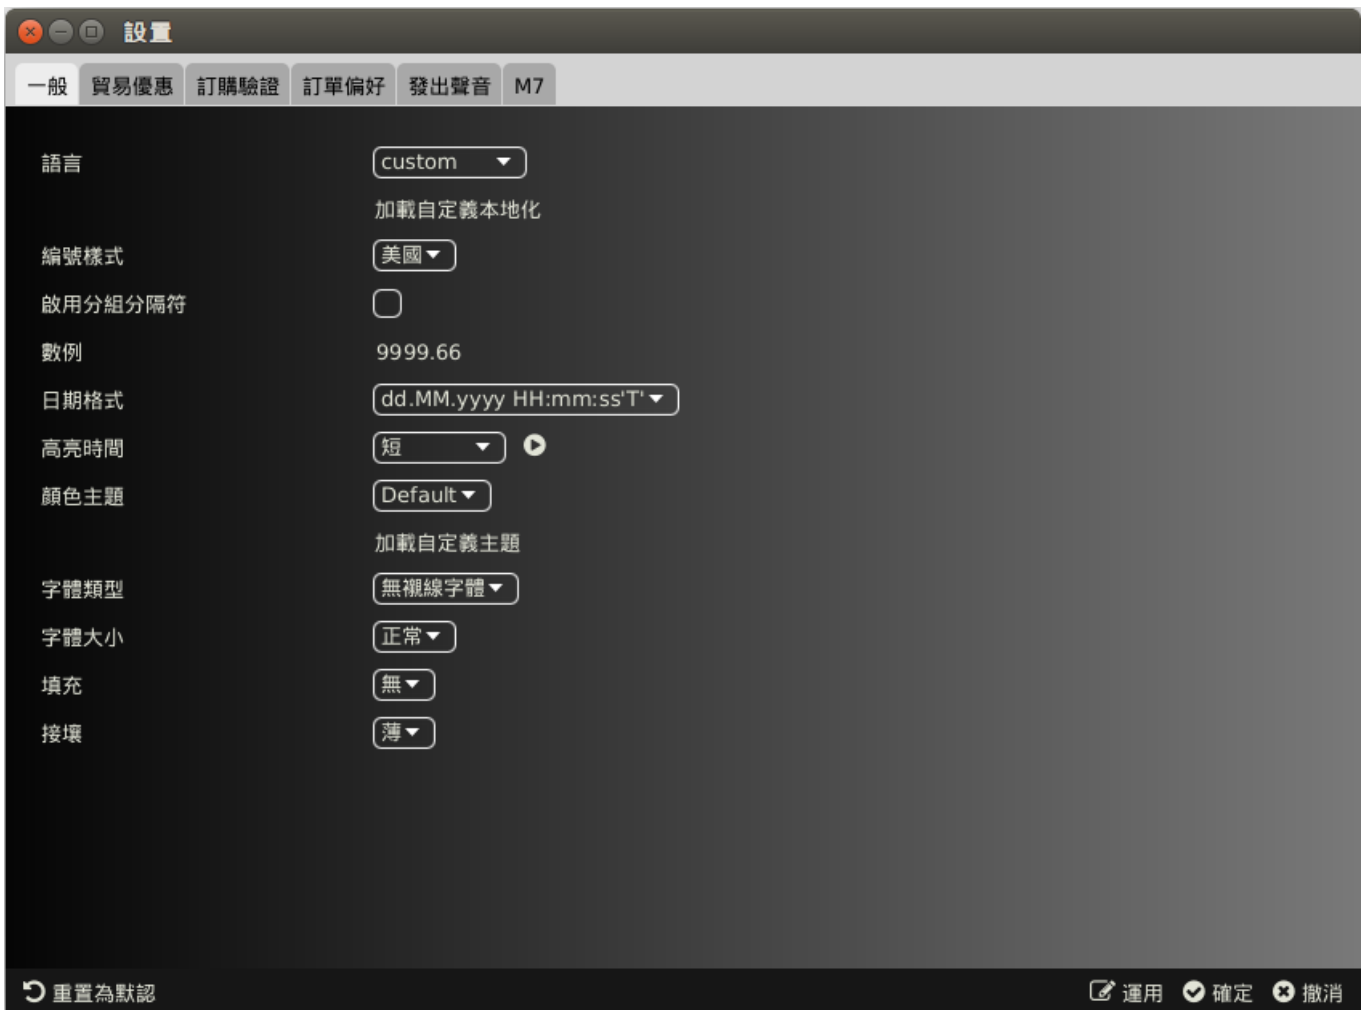 設置
一般 貿易優惠 訂購驗證 訂單偏好 發出聲音 M7
語言 custom
加載自定義本地化
編號樣式 美國
啟用分組分隔符
數例 9999.66
日期格式 dd.MM.yyyy HH:mm:ss'T'
高亮時間 短
顏色主題 Default
加載自定義主題
字體類型 無襯線字體
字體大小 正常
填充 無
接壤 薄
重置為默認 運用 確定 撤消